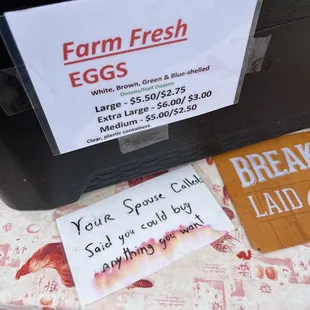 Farm Fresh
EGGS
White, Brown, Green & Blue-shelled
Dozens/Half Dozens
Large - $5.50/$2.75
Extra Large - $6.00/ $3.00
Medium - $5.00/$2.50
Clear, plastic containers
Your Spouse Called.
Said you could buy
Anything you want
LAID